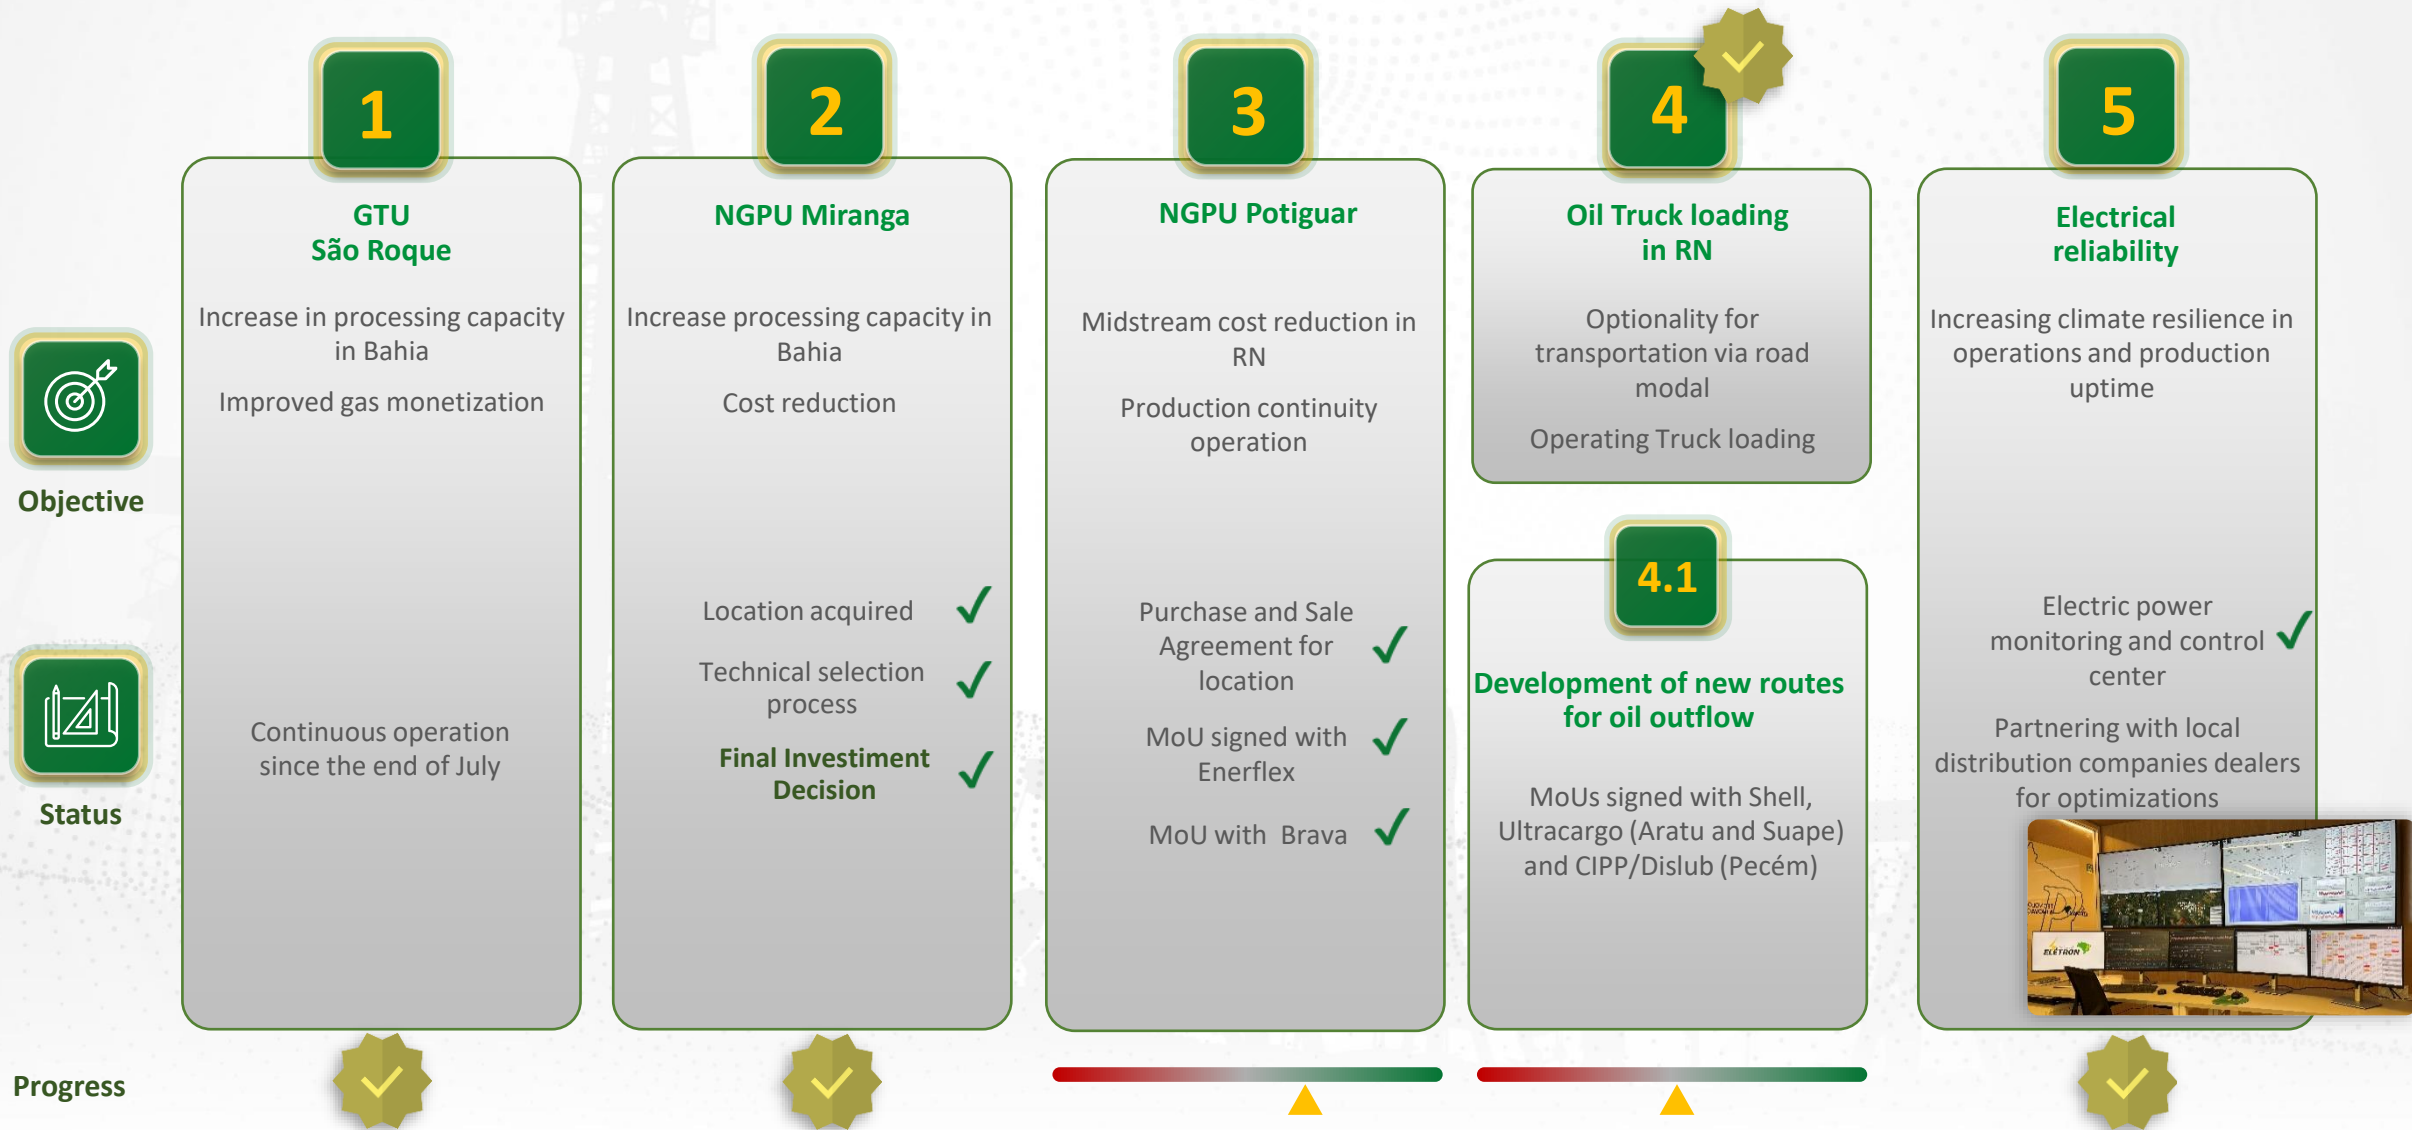 1
GTU
São Roque
Increase in processing capacity
in Bahia
Improved gas monetization
Continuous operation
since the end of July
2
NGPU Miranga
Increase processing capacity in
Bahia
Cost reduction
Location acquired
Technical selection
process
Final Investiment
Decision
3
NGPU Potiguar
Midstream cost reduction in
RN
Production continuity
operation
Purchase and Sale
Agreement for
location
MoU signed with
Enerflex
MoU with Brava
4
Oil Truck loading
in RN
Optionality for
transportation via road
modal
Operating Truck loading
4.1
Development of new routes
for oil outflow
MoUs signed with Shell,
Ultracargo (Aratu and Suape)
and CIPP/Dislub (Pecém)
5
Electrical
reliability
Increasing climate resilience in
operations and production
uptime
Electric power
monitoring and control
center
Partnering with local
distribution companies dealers
for optimizations
ELÉTRON
Objective
Status
Progress